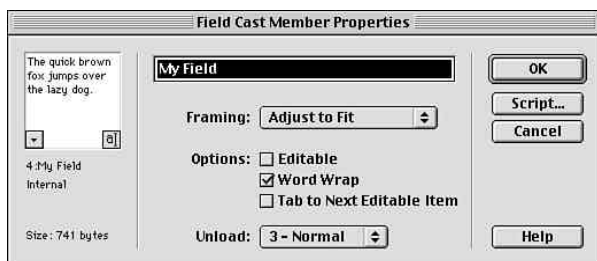 Field Cast Member Properties
The quick brown
fox jumps over
the lazy dog.
a
4:My Field
Internal
Size: 741 bytes
My Field
Framing: Adjust to Fit
Options: Editable
Word Wrap
Tab to Next Editable Item
Unload: 3 - Normal
OK
Script...
Cancel
Help